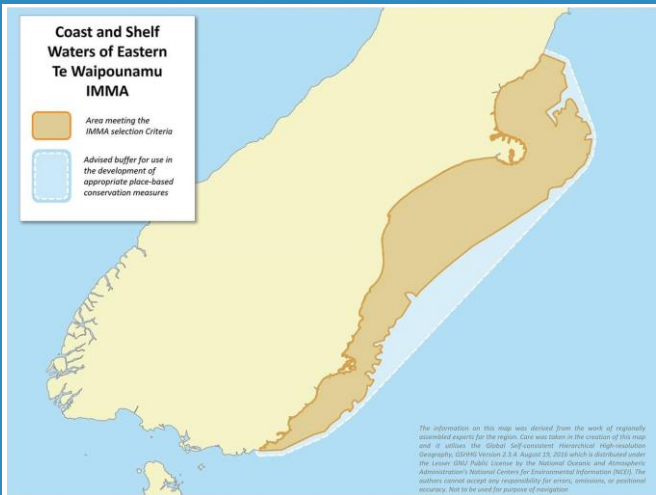 Coast and Shelf
Waters of Eastern
Te Waipounamu
IMMA
Area meeting the
IMMA selection Criteria
Advised buffer for use in
the development of
appropriate place-based
conservation measures
The information on this map was derived from the work of regionally
assembled experts for the region. Care was taken in the creation of this map
and it utilises the Global Self-consistent Hierarchical High-resolution
Geography, GSHHG Version 2.3.4 August 19, 2016 which is distributed under
the Lesser GNU Public License by the National Oceanic and Atmospheric
Administration's National Centers for Environmental Information (NCEI). The
authors cannot accept any responsibility for errors, omissions, or positional
accuracy. Not to be used for purpose of navigation